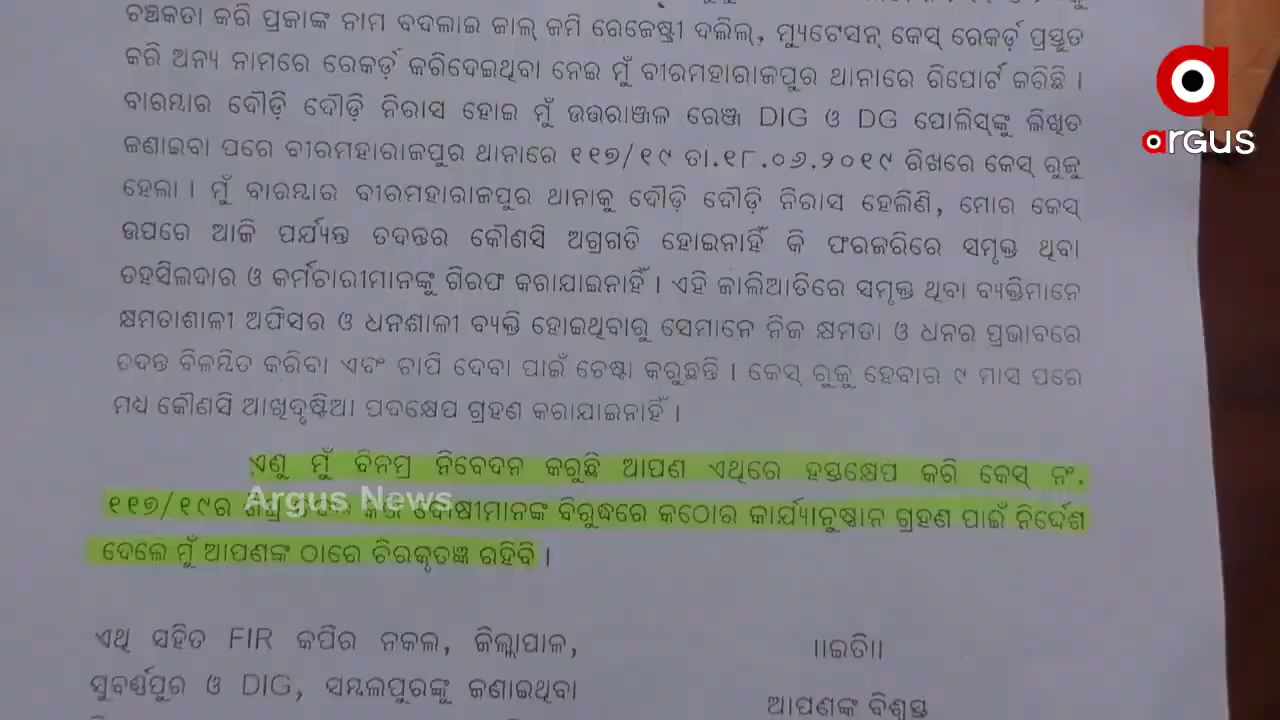 ତଞ୍ଚକତା କରି ପ୍ରଜାଙ୍କ ନାମ ବଦଳାଇ ଜାଲ୍ ଜମି ରେଜେଷ୍ଟ୍ରୀ ଦଲିଲ୍, ମ୍ୟୁଟେସନ୍ କେସ୍ ରେକର୍ଡ଼ ପ୍ରସ୍ତୁତ
କରି ଅନ୍ୟ ନାମରେ ରେକର୍ଡ଼ କରିଦେଇଥିବା ନେଇ ମୁଁ ବୀରମହାରାଜପୁର ଥାନାରେ ରିପୋର୍ଟ କରିଛି ।
ବାରମ୍ବାର ଦୌଡ଼ି ଦୌଡ଼ି ନିରାସ ହୋଇ ମୁଁ ଉତ୍ତରାଞ୍ଚଳ ରେଞ୍ଜ DIG ଓ DG ପୋଲିସ୍‌ଙ୍କୁ ଲିଖିତ
ଜଣାଇବା ପରେ ବୀରମହାରାଜପୁର ଥାନାରେ ୧୧୭/୧୯ ତା.୧୮.୦୬.୨୦୧୯ ରିଖରେ କେସ୍ ରୁଜୁ
ହେଲା । ମୁଁ ବାରମ୍ବାର ବୀରମହାରାଜପୁର ଥାନାକୁ ଦୌଡ଼ି ଦୌଡ଼ି ନିରାସ ହେଲିଣି, ମୋର କେସ୍
ଉପରେ ଆଜି ପର୍ଯ୍ୟନ୍ତ ତଦନ୍ତର କୌଣସି ଅଗ୍ରଗତି ହୋଇନାହିଁ କି ଫରଜରିରେ ସମ୍ପୃକ୍ତ ଥିବା
ତହସିଲଦାର ଓ କର୍ମଚାରୀମାନଙ୍କୁ ଗିରଫ କରାଯାଇନାହିଁ । ଏହି ଜାଲିଆତିରେ ସମ୍ପୃକ୍ତ ଥିବା ବ୍ୟକ୍ତିମାନେ
କ୍ଷମତାଶାଳୀ ଅଫିସର ଓ ଧନଶାଳୀ ବ୍ୟକ୍ତି ହୋଇଥିବାରୁ ସେମାନେ ନିଜ କ୍ଷମତା ଓ ଧନର ପ୍ରଭାବରେ
ତଦନ୍ତ ବିଳମ୍ବିତ କରିବା ଏବଂ ଚାପି ଦେବା ପାଇଁ ଚେଷ୍ଟା କରୁଛନ୍ତି । କେସ୍ ରୁଜୁ ହେବାର ୯ ମାସ ପରେ
ମଧ୍ୟ କୌଣସି ଆଖିଦୃଷ୍ଟିଆ ପଦକ୍ଷେପ ଗ୍ରହଣ କରାଯାଇନାହିଁ ।
ଏଣୁ ମୁଁ ବିନମ୍ର ନିବେଦନ କରୁଛି ଆପଣ ଏଥିରେ ହସ୍ତକ୍ଷେପ କରି କେସ୍ ନଂ.
୧୧୭/୧୯ର ଦୋଷୀମାନଙ୍କ ବିରୁଦ୍ଧରେ କଠୋର କାର୍ଯ୍ୟାନୁଷ୍ଠାନ ଗ୍ରହଣ ପାଇଁ ନିର୍ଦ୍ଦେଶ
ଦେଲେ ମୁଁ ଆପଣଙ୍କ ଠାରେ ଚିରକୃତଜ୍ଞ ରହିବି ।
ଏଥି ସହିତ FIR କପିର ନକଲ, ଜିଲ୍ଲାପାଳ,
ସୁବର୍ଣ୍ଣପୁର ଓ DIG, ସମ୍ବଲପୁରଙ୍କୁ ଜଣାଇଥିବା
॥ଇତି॥
ଆପଣଙ୍କ ବିଶ୍ୱସ୍ତ
argus
Argus News